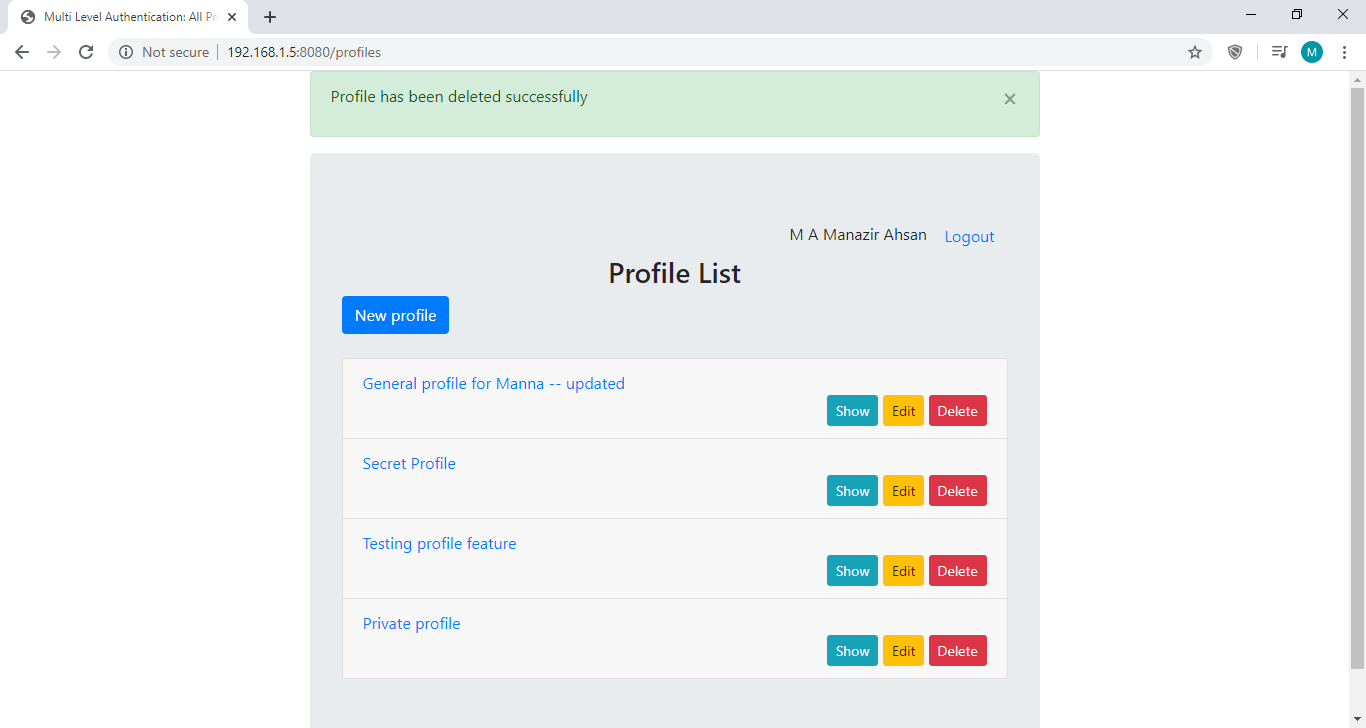 Multi Level Authentication: All Pr
Not secure
192.168.1.5:8080/profiles
M
Profile has been deleted successfully
×
M A Manazir Ahsan Logout
Profile List
New profile
General profile for Manna -- updated
Show Edit Delete
Secret Profile
Show Edit Delete
Testing profile feature
Show Edit Delete
Private profile
Show Edit Delete